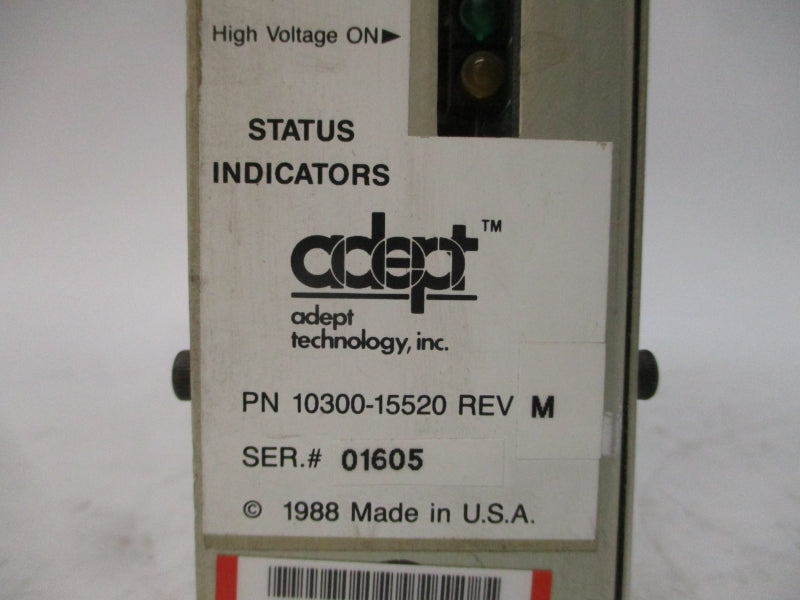 High Voltage ON►
STATUS
INDICATORS
adept™
adept
technology, inc.
PN 10300-15520 REV M
SER.# 01605
© 1988 Made in U.S.A.